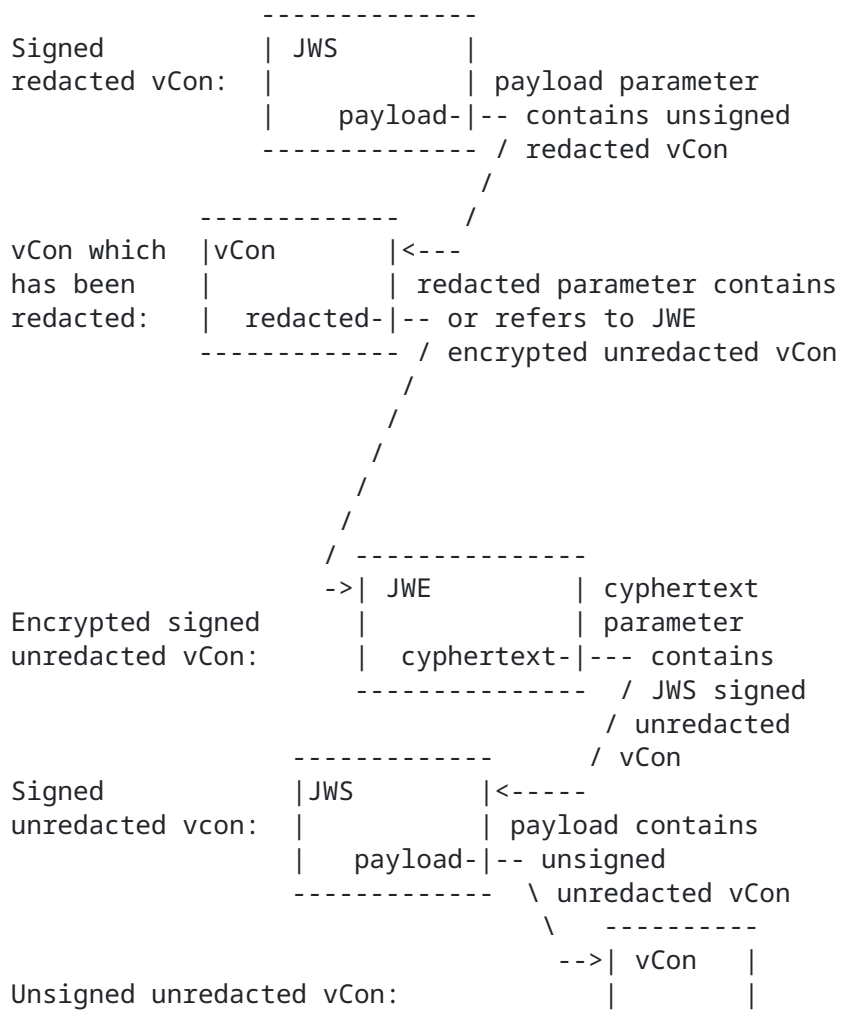 --------------
Signed          | JWS          |
redacted vCon:  |              | payload parameter
                |    payload-|-- contains unsigned
                -------------- / redacted vCon
                              /
            -------------    /
vCon which  |vCon       |<---
has been    |           | redacted parameter contains
redacted:   |  redacted-|-- or refers to JWE
            ------------- / encrypted unredacted vCon
                         /
                        /
                       /
                      /
                     /
                    / ---------------
                    ->| JWE         | cyphertext
Encrypted signed      |             | parameter
unredacted vCon:      |  cyphertext-|--- contains
                      ---------------  / JWS signed
                                      / unredacted
                  -------------      / vCon
Signed            |JWS        |<-----
unredacted vcon:  |           | payload contains
                  |   payload-|-- unsigned
                  -------------  \ unredacted vCon
                                  \   ----------
                                   -->| vCon   |
Unsigned unredacted vCon:             |        |